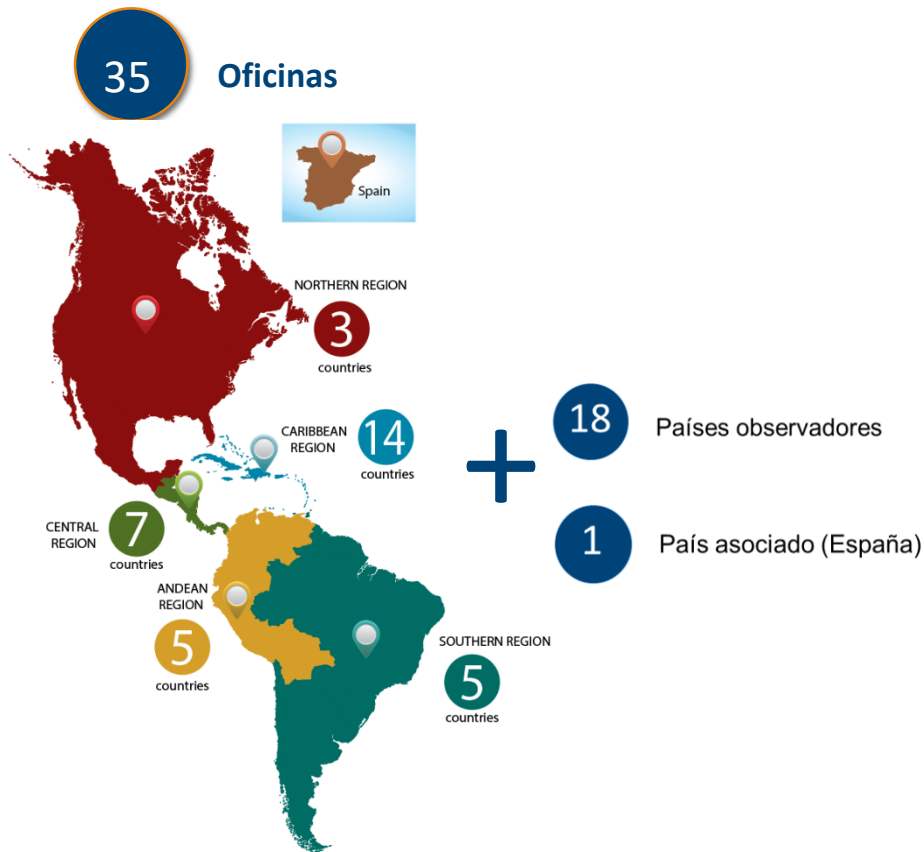 35 Oficinas
Spain
NORTHERN REGION
3
countries
CARIBBEAN
REGION
14
countries
18 Países observadores
CENTRAL
REGION
7
countries
1 País asociado (España)
ANDEAN
REGION
5
countries
SOUTHERN REGION
5
countries